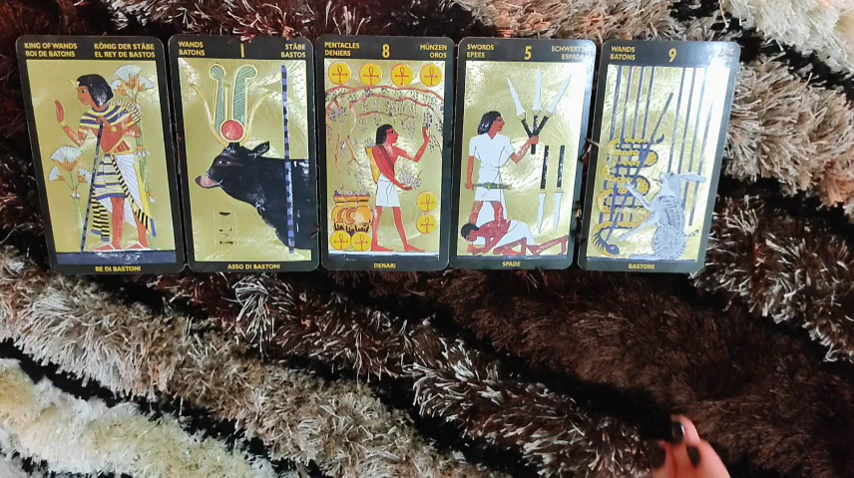 KING OF WANDS KÖNIG DER STÄBE
ROI DE BATONS EL REY DE BASTOS
RE DI BASTONI
WANDS 1 STÄBE
BATONS BASTOS
ASSO DI BASTONI
PENTACLES 8 MÜNZEN
DENIERS OROS
DENARI
SWORDS 5 SCHWERTER
EPEES ESPADAS
SPADE
WANDS 9
BATONS
BASTONI